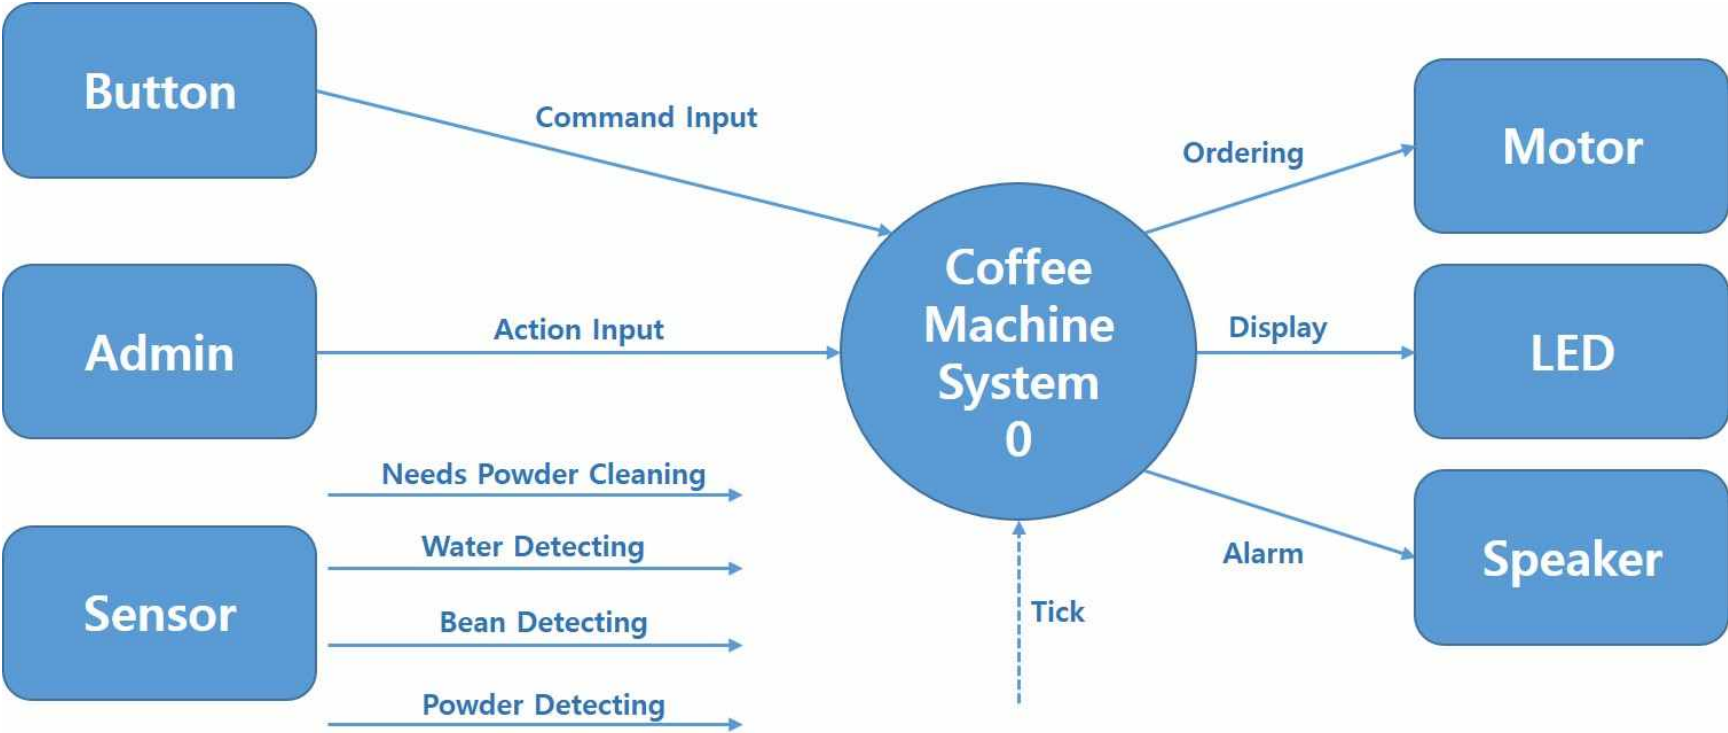 Button
Command Input
Ordering
Motor
Admin
Action Input
Coffee
Machine
System
0
Display
LED
Sensor
Needs Powder Cleaning
Water Detecting
Bean Detecting
Powder Detecting
Tick
Alarm
Speaker